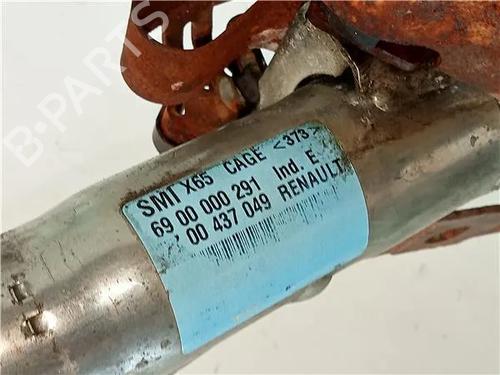 SMI X65 CAGE <373>
69 00 000 291 Ind. E
00 437 049 RENAULT
B-PARTS